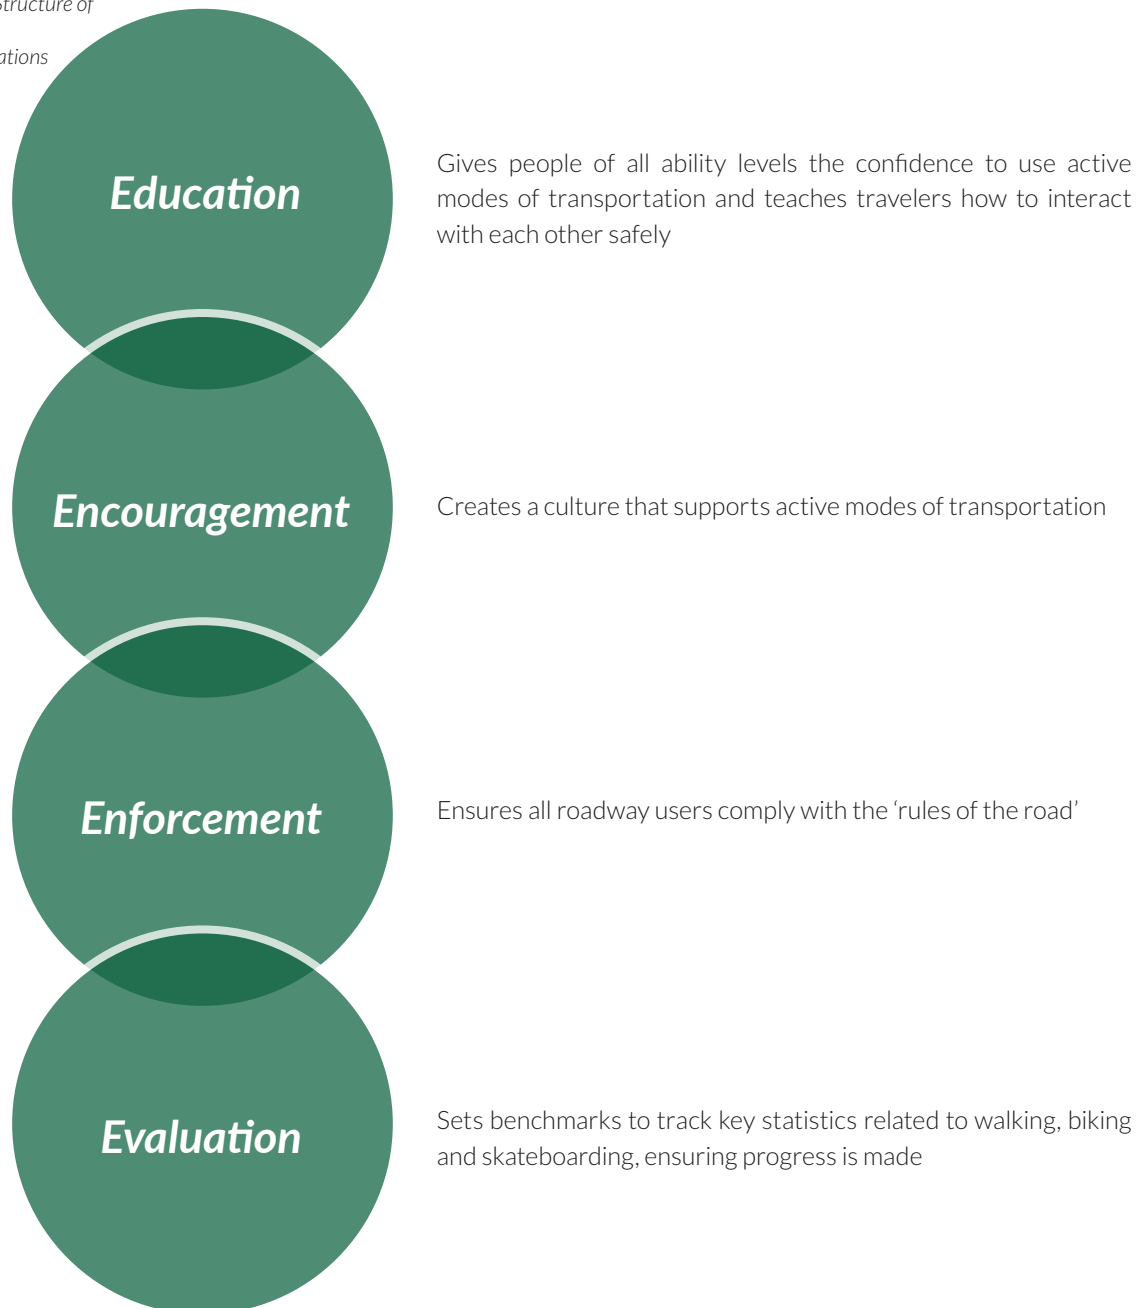 Structure of
Education
Gives people of all ability levels the confidence to use active
modes of transportation and teaches travelers how to interact
with each other safely
Encouragement
Creates a culture that supports active modes of transportation
Enforcement
Ensures all roadway users comply with the ‘rules of the road’
Evaluation
Sets benchmarks to track key statistics related to walking, biking
and skateboarding, ensuring progress is made